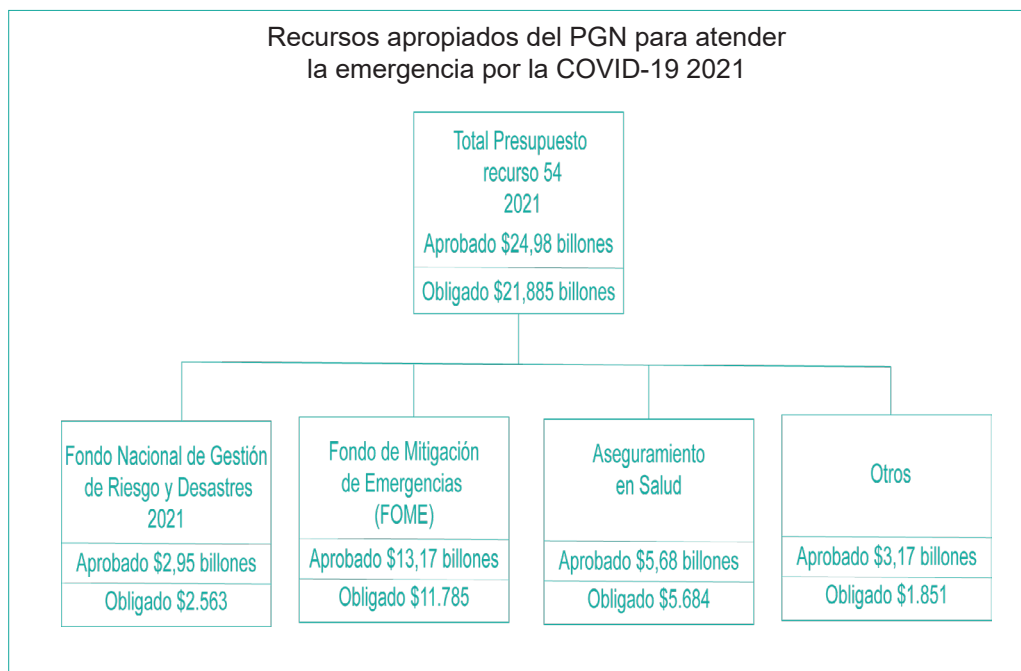 Recursos apropiados del PGN para atender
la emergencia por la COVID-19 2021
Total Presupuesto
recurso 54
2021
Aprobado $24,98 billones
Obligado $21,885 billones
Fondo Nacional de Gestión
de Riesgo y Desastres
2021
Aprobado $2,95 billones
Obligado $2.563
Fondo de Mitigación
de Emergencias
(FOME)
Aprobado $13,17 billones
Obligado $11.785
Aseguramiento
en Salud
Aprobado $5,68 billones
Obligado $5.684
Otros
Aprobado $3,17 billones
Obligado $1.851